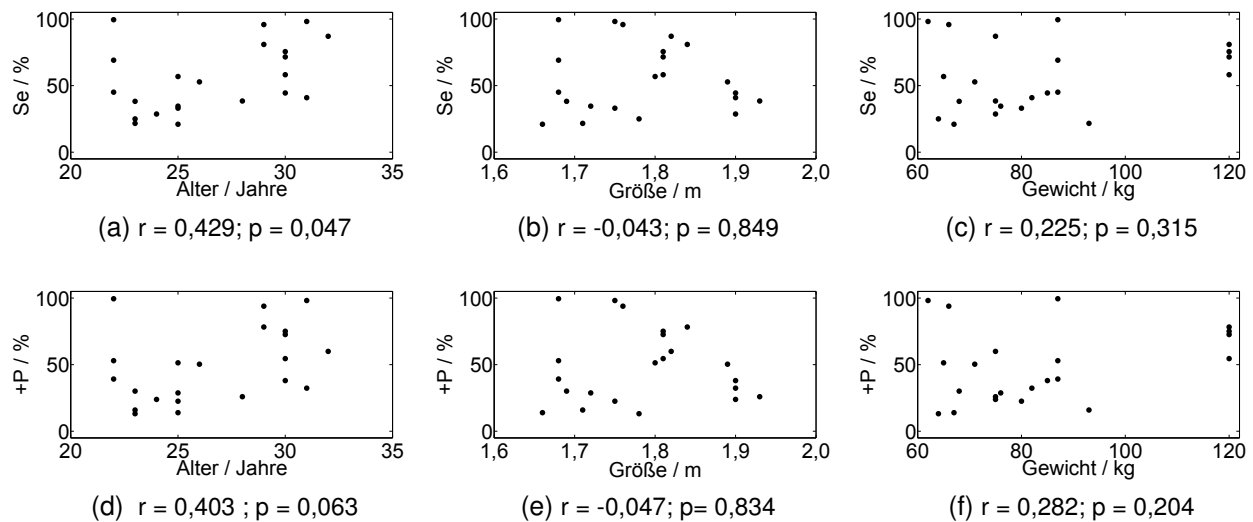 100
50
0
Se / %
20 25 30 35
Alter / Jahre
(a) r = 0,429; p = 0,047
100
50
0
Se / %
1,6 1,7 1,8 1,9 2,0
Größe / m
(b) r = -0,043; p = 0,849
100
50
0
Se / %
60 80 100 120
Gewicht / kg
(c) r = 0,225; p = 0,315
100
50
0
+P / %
20 25 30 35
Alter / Jahre
(d) r = 0,403 ; p = 0,063
100
50
0
+P / %
1,6 1,7 1,8 1,9 2,0
Größe / m
(e) r = -0,047; p= 0,834
100
50
0
+P / %
60 80 100 120
Gewicht / kg
(f) r = 0,282; p = 0,204